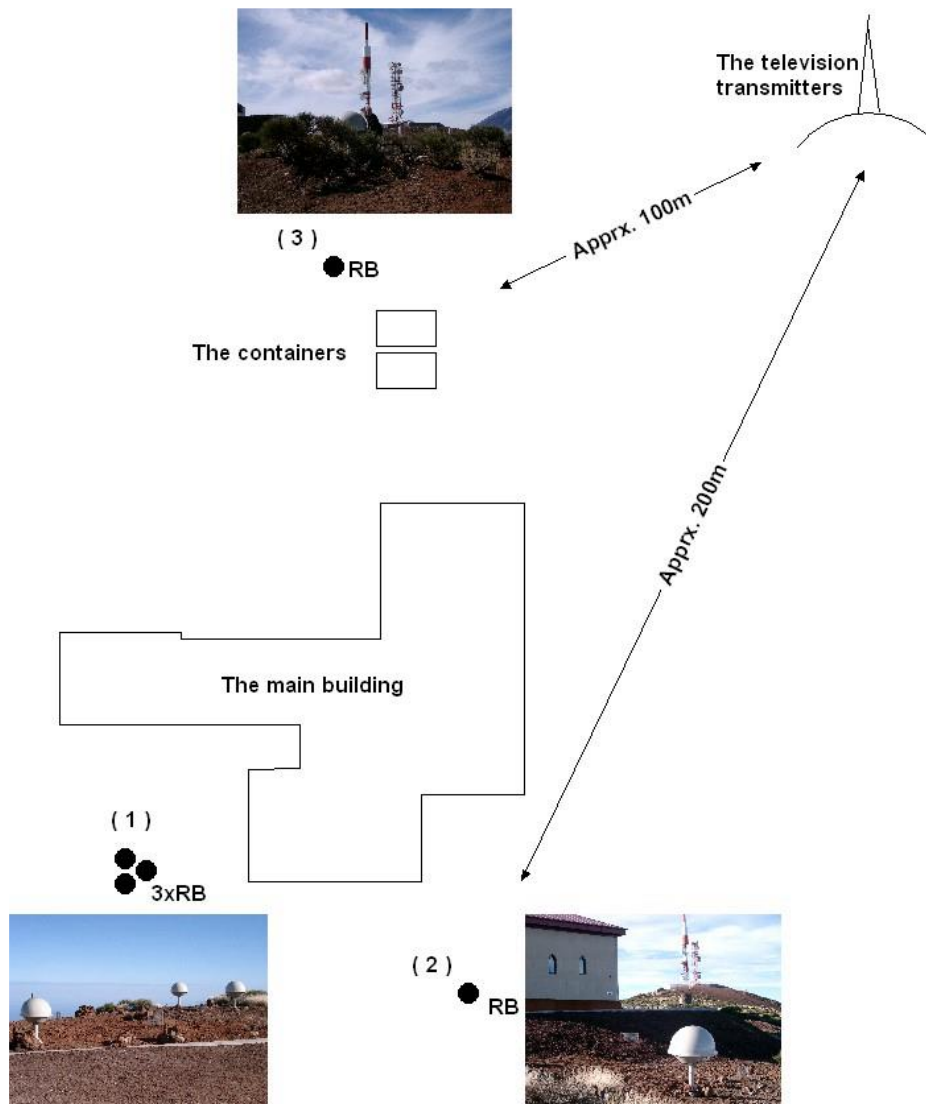 The television
transmitters
Apprx. 100m
( 3 )
RB
The containers
Apprx. 200m
The main building
( 1 )
3xRB
( 2 )
RB